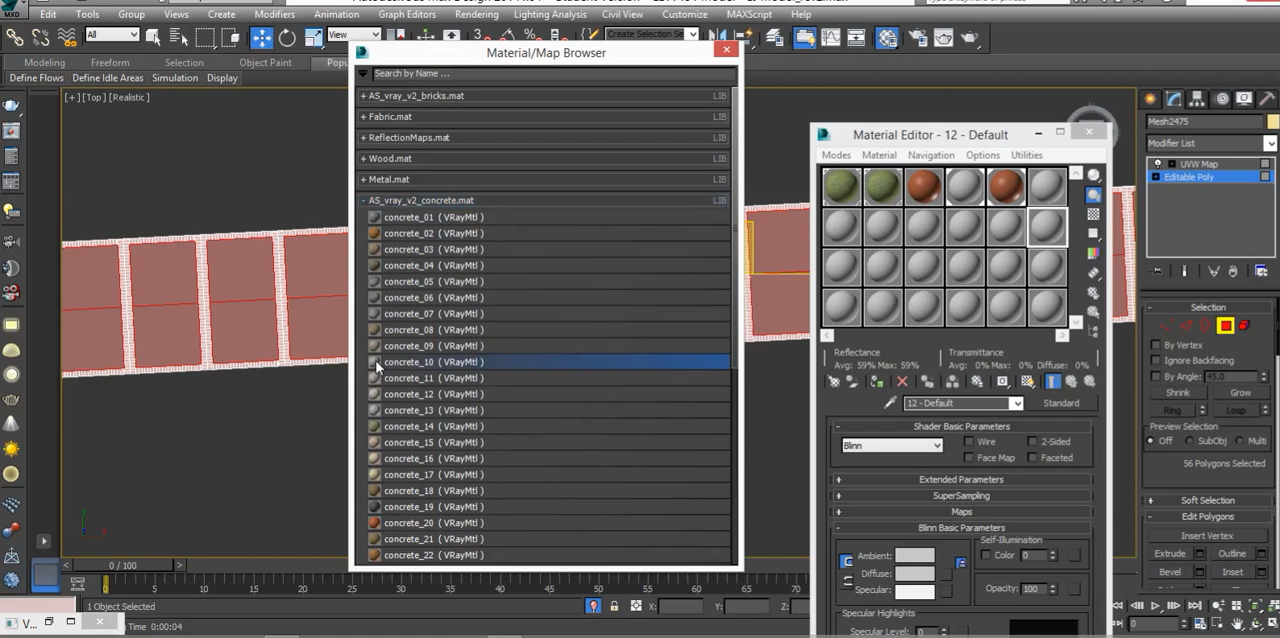 MXD
Edit Tools Group Views Create Modifiers Animation Graph Editors Rendering Lighting Analysis Civil View Customize MAXScript Help
All View Create Selection Se
Modeling Freeform Selection Object Paint
Define Flows Define Idle Areas Simulation Display
[+] [Top] [Realistic]
Material/Map Browser
Search by Name ...
+ AS_vray_v2_bricks.mat LIB
+ Fabric.mat LIB
+ ReflectionMaps.mat LIB
+ Wood.mat LIB
+ Metal.mat LIB
- AS_vray_v2_concrete.mat LIB
concrete_01 ( VRayMtl )
concrete_02 ( VRayMtl )
concrete_03 ( VRayMtl )
concrete_04 ( VRayMtl )
concrete_05 ( VRayMtl )
concrete_06 ( VRayMtl )
concrete_07 ( VRayMtl )
concrete_08 ( VRayMtl )
concrete_09 ( VRayMtl )
concrete_10 ( VRayMtl )
concrete_11 ( VRayMtl )
concrete_12 ( VRayMtl )
concrete_13 ( VRayMtl )
concrete_14 ( VRayMtl )
concrete_15 ( VRayMtl )
concrete_16 ( VRayMtl )
concrete_17 ( VRayMtl )
concrete_18 ( VRayMtl )
concrete_19 ( VRayMtl )
concrete_20 ( VRayMtl )
concrete_21 ( VRayMtl )
concrete_22 ( VRayMtl )
Material Editor - 12 - Default
Modes Material Navigation Options Utilities
Reflectance
Avg: 59% Max: 59%
Transmittance
Avg: 0% Max: 0% Diffuse: 0%
12 - Default Standard
- Shader Basic Parameters
Blinn
Wire 2-Sided
Face Map Faceted
+ Extended Parameters
+ SuperSampling
+ Maps
- Blinn Basic Parameters
Self-Illumination
Ambient: Color 0
Diffuse:
Specular: Opacity: 100
Specular Highlights
Specular Level: 0
Mesh2475
Modifier List
UVW Map
Editable Poly
- Selection
By Vertex
Ignore Backfacing
By Angle: 45.0
Shrink Grow
Ring Loop
Preview Selection
Off SubObj Multi
56 Polygons Selected
+ Soft Selection
- Edit Polygons
Insert Vertex
Extrude Outline
Bevel Inset
0 / 100
0 5 10 15 20 25 30 35 40 45 50 55 60 65 70 75
1 Object Selected X: Y: Z:
V...
Time 0:00:04
0